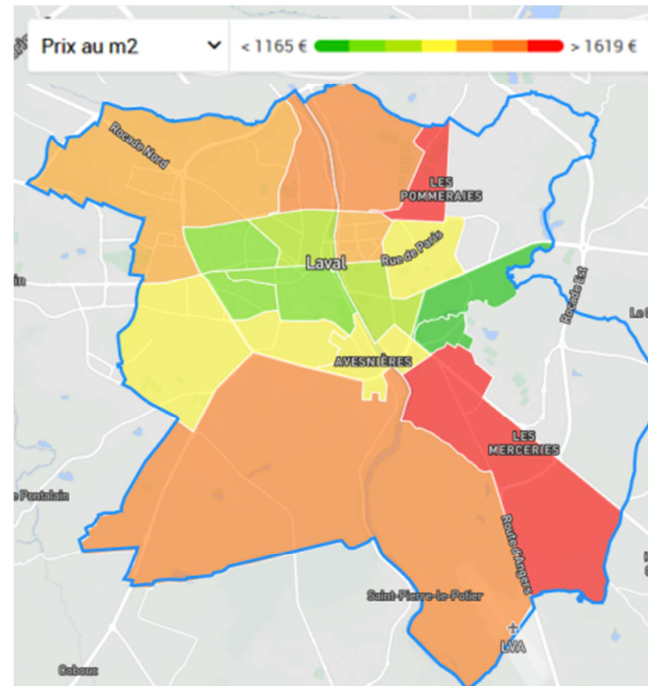 Prix au m2
< 1165 €
> 1619 €
Rocade Nord
LES
POMMERAIES
Rue de Paris
Laval
Rocade Est
AVESNIÈRES
LES
MERCERIES
Route d'Angers
Saint-Pierre-le-Potier
LVA